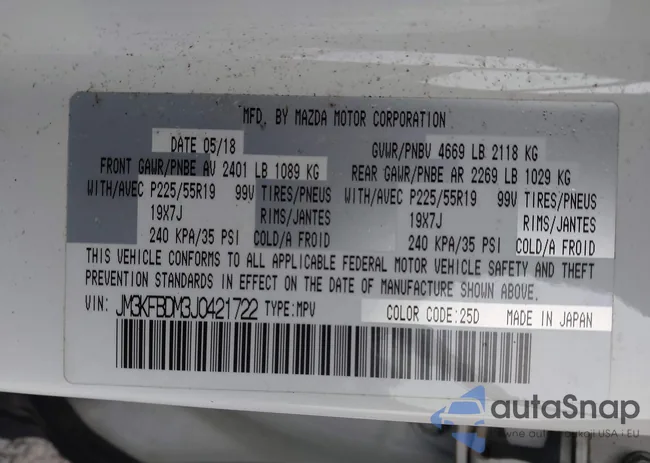 MFD. BY MAZDA MOTOR CORPORATION
DATE 05/18 GVWR/PNBV 4669 LB 2118 KG
FRONT GAWR/PNBE AV 2401 LB 1089 KG REAR GAWR/PNBE AR 2269 LB 1029 KG
WITH/AVEC P225/55R19 99V TIRES/PNEUS WITH/AVEC P225/55R19 99V TIRES/PNEUS
19X7J RIMS/JANTES 19X7J RIMS/JANTES
240 KPA/35 PSI COLD/A FROID 240 KPA/35 PSI COLD/A FROID
THIS VEHICLE CONFORMS TO ALL APPLICABLE FEDERAL MOTOR VEHICLE SAFETY AND THEFT
PREVENTION STANDARDS IN EFFECT ON THE DATE OF MANUFACTURE SHOWN ABOVE.
VIN: JM3KFBDM3J0421722 TYPE:MPV COLOR CODE:25D MADE IN JAPAN
autaSnap
USA i EU